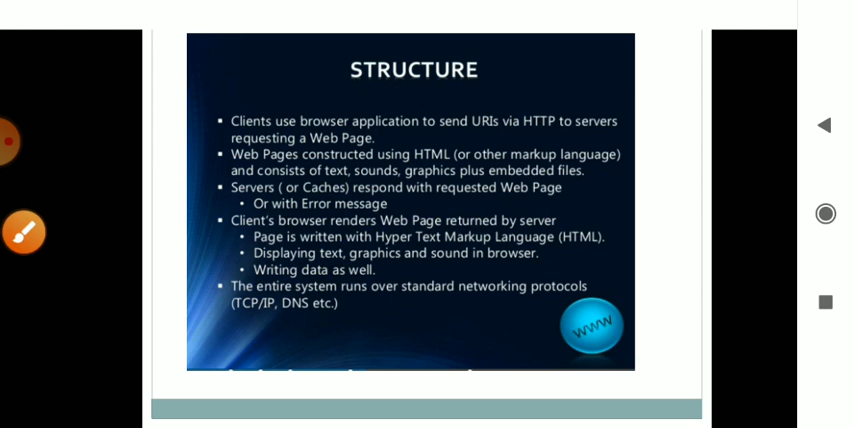 STRUCTURE
▪ Clients use browser application to send URIs via HTTP to servers
requesting a Web Page.
▪ Web Pages constructed using HTML (or other markup language)
and consists of text, sounds, graphics plus embedded files.
▪ Servers ( or Caches) respond with requested Web Page
• Or with Error message
▪ Client's browser renders Web Page returned by server
• Page is written with Hyper Text Markup Language (HTML).
• Displaying text, graphics and sound in browser.
• Writing data as well.
▪ The entire system runs over standard networking protocols
(TCP/IP, DNS etc.)
www